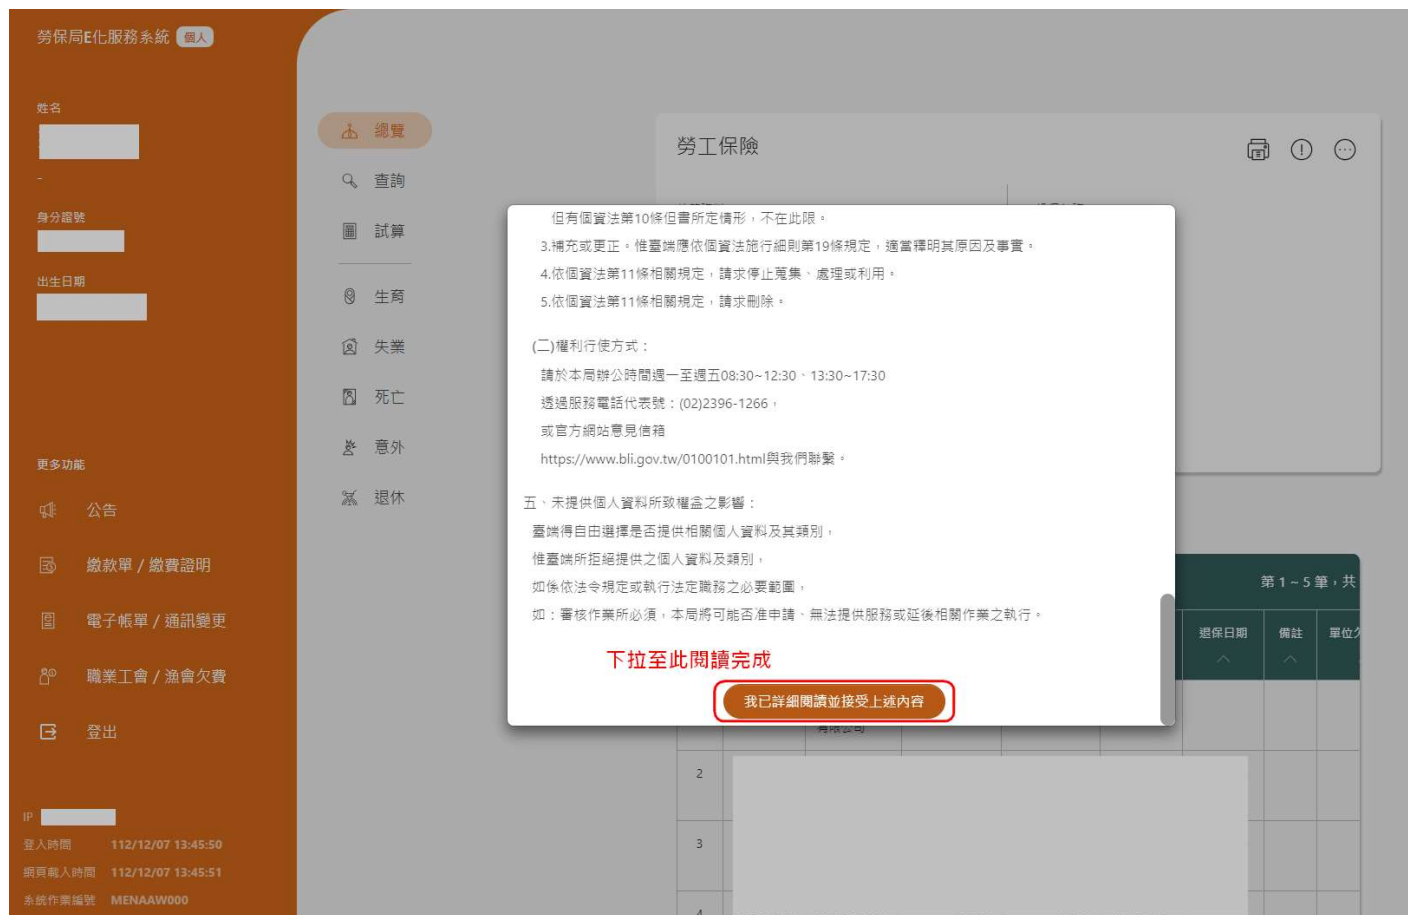 勞保局E化服務系統 個人
姓名
-
身分證號
出生日期
更多功能
公告
繳款單 / 繳費證明
電子帳單 / 通訊變更
職業工會 / 漁會欠費
登出
IP
登入時間 112/12/07 13:45:50
網頁載入時間 112/12/07 13:45:51
系統作業編號 MENAAW000
總覽
查詢
試算
生育
失業
死亡
意外
退休
勞工保險
但有個資法第10條但書所定情形，不在此限。
3.補充或更正。惟臺端應依個資法施行細則第19條規定，適當釋明其原因及事實。
4.依個資法第11條相關規定，請求停止蒐集、處理或利用。
5.依個資法第11條相關規定，請求刪除。
(二)權利行使方式：
請於本局辦公時間週一至週五08:30~12:30、13:30~17:30
透過服務電話代表號：(02)2396-1266，
或官方網站意見信箱
https://www.bli.gov.tw/0100101.html與我們聯繫。
五、未提供個人資料所致權益之影響：
臺端得自由選擇是否提供相關個人資料及其類別，
惟臺端所拒絕提供之個人資料及類別，
如係依法令規定或執行法定職務之必要範圍，
如：審核作業所必須，本局將可能否准申請、無法提供服務或延後相關作業之執行。
下拉至此閱讀完成
我已詳細閱讀並接受上述內容
第 1 ~ 5 筆，共
退保日期 備註 單位欠
有限公司
2
3
4